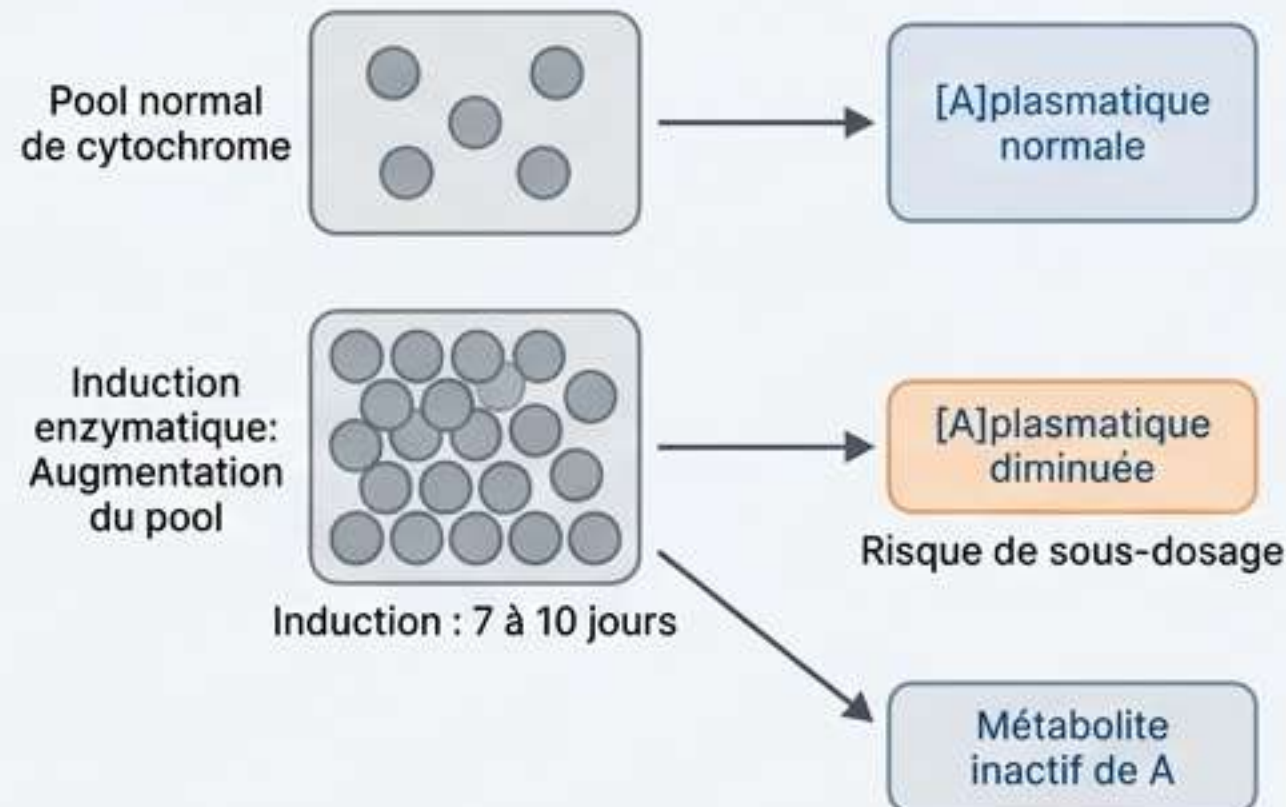 Pool normal
de cytochrome
[A]plasmatique
normale
Induction
enzymatique:
Augmentation
du pool
[A]plasmatique
diminuée
Risque de sous-dosage
Induction : 7 à 10 jours
Métabolite
inactif de A